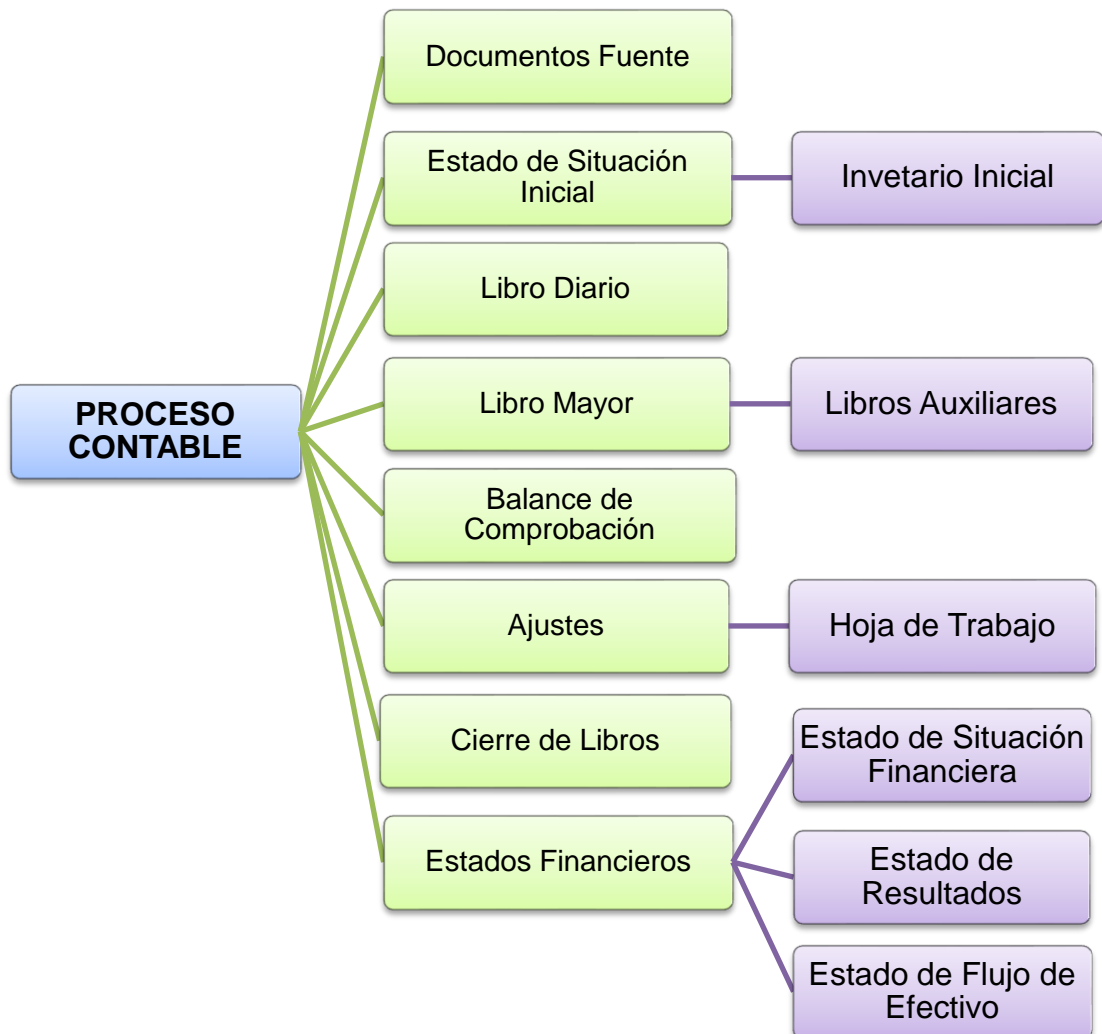 Documentos Fuente
Estado de Situación
Inicial
Invetario Inicial
Libro Diario
PROCESO
CONTABLE
Libro Mayor
Libros Auxiliares
Balance de
Comprobación
Ajustes
Hoja de Trabajo
Cierre de Libros
Estados Financieros
Estado de Situación
Financiera
Estado de
Resultados
Estado de Flujo de
Efectivo